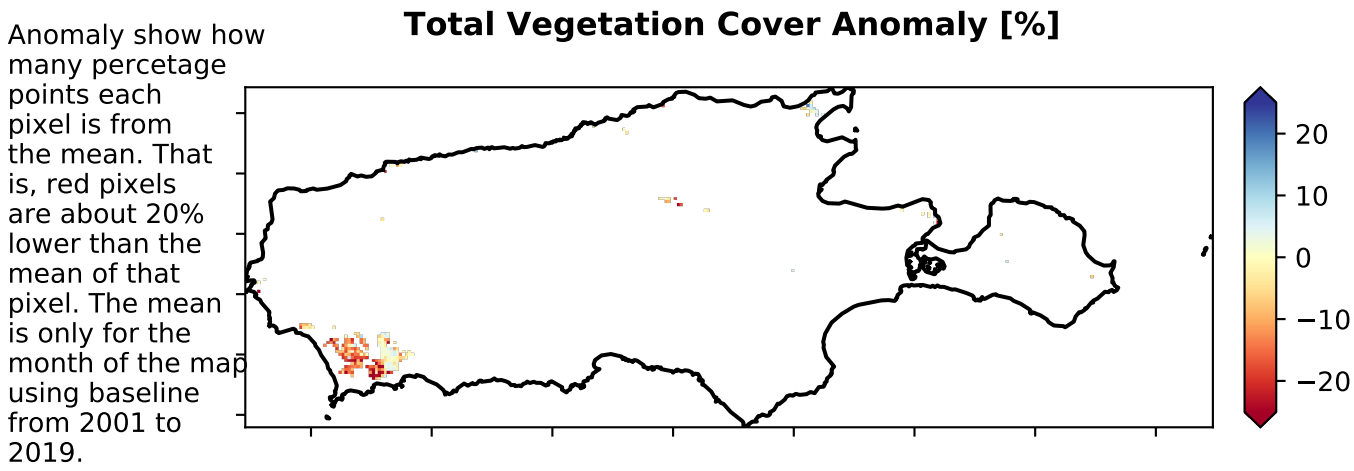 Total Vegetation Cover Anomaly [%]
Anomaly show how
many percetage
points each
pixel is from
the mean. That
is, red pixels
are about 20%
lower than the
mean of that
pixel. The mean
is only for the
month of the map
using baseline
from 2001 to
2019.
20
10
0
−10
−20